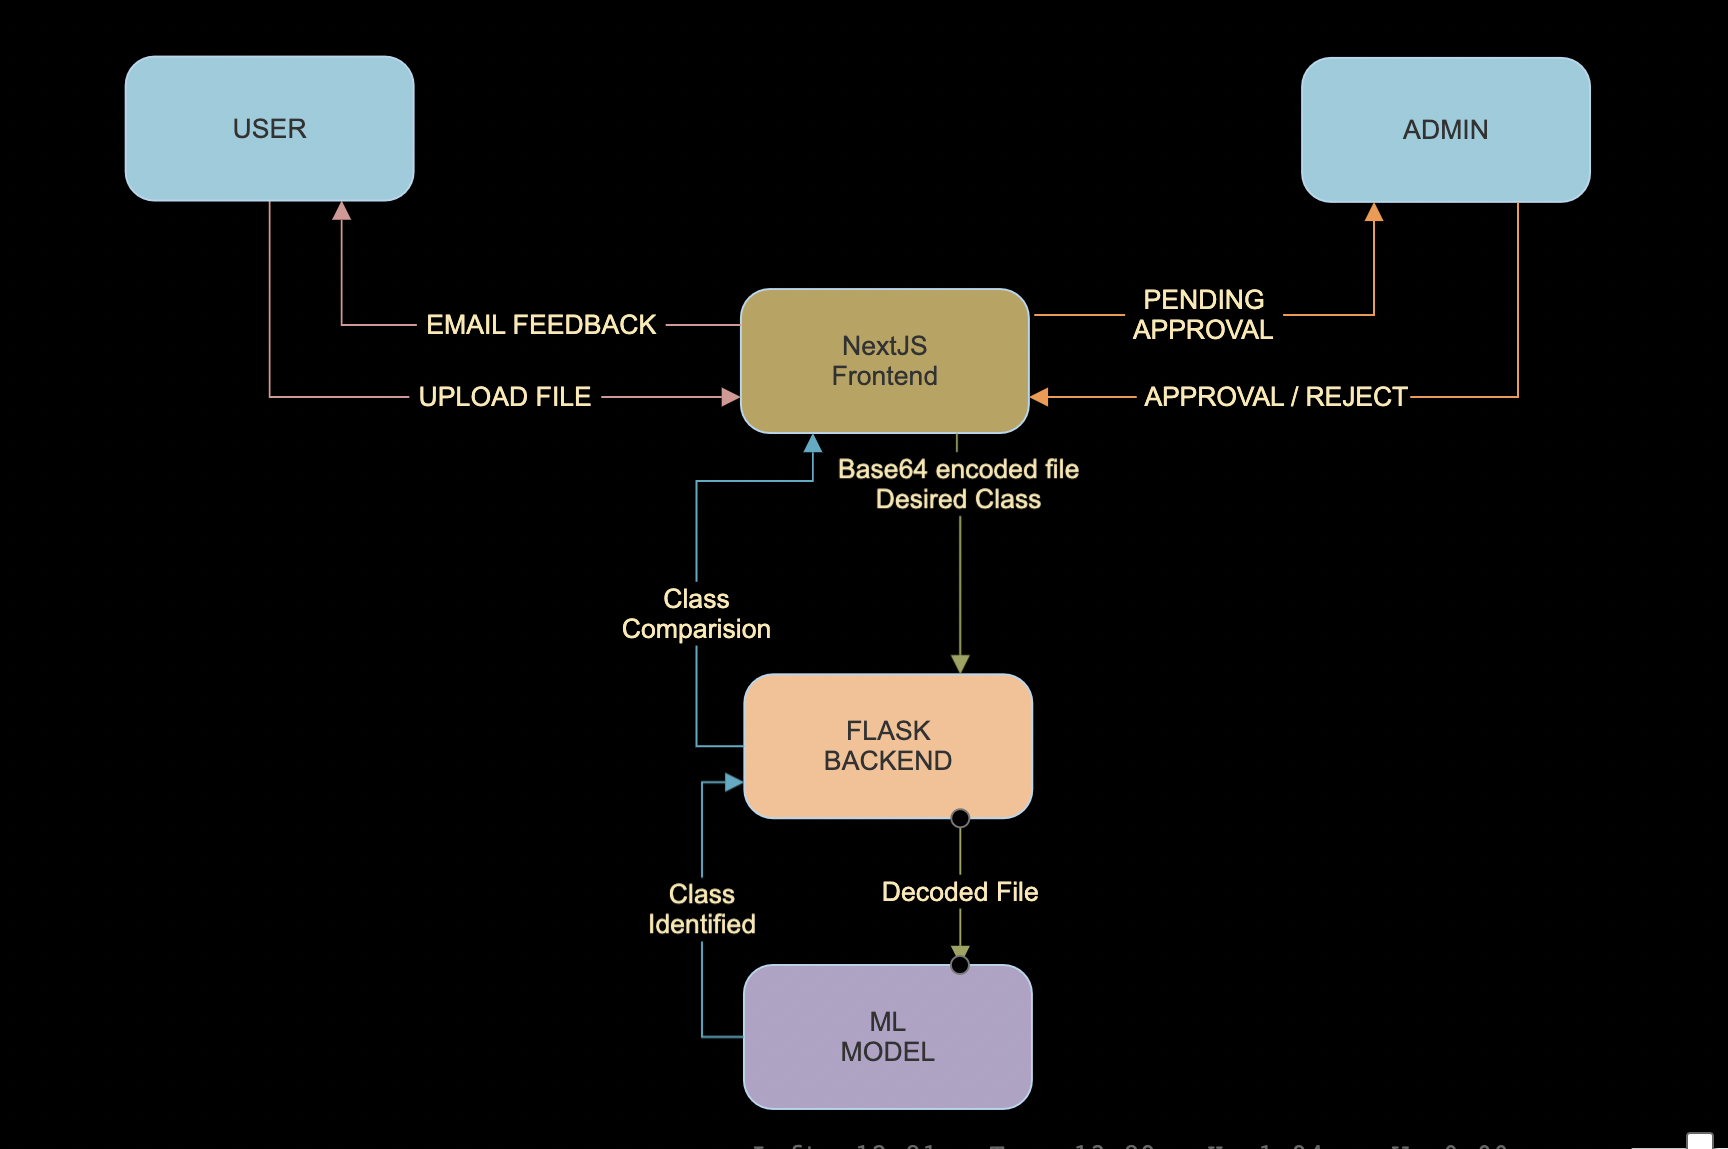 USER
ADMIN
EMAIL FEEDBACK
NextJS
Frontend
PENDING
APPROVAL
UPLOAD FILE
APPROVAL / REJECT
Base64 encoded file
Desired Class
Class
Comparision
FLASK
BACKEND
Class
Identified
Decoded File
ML
MODEL